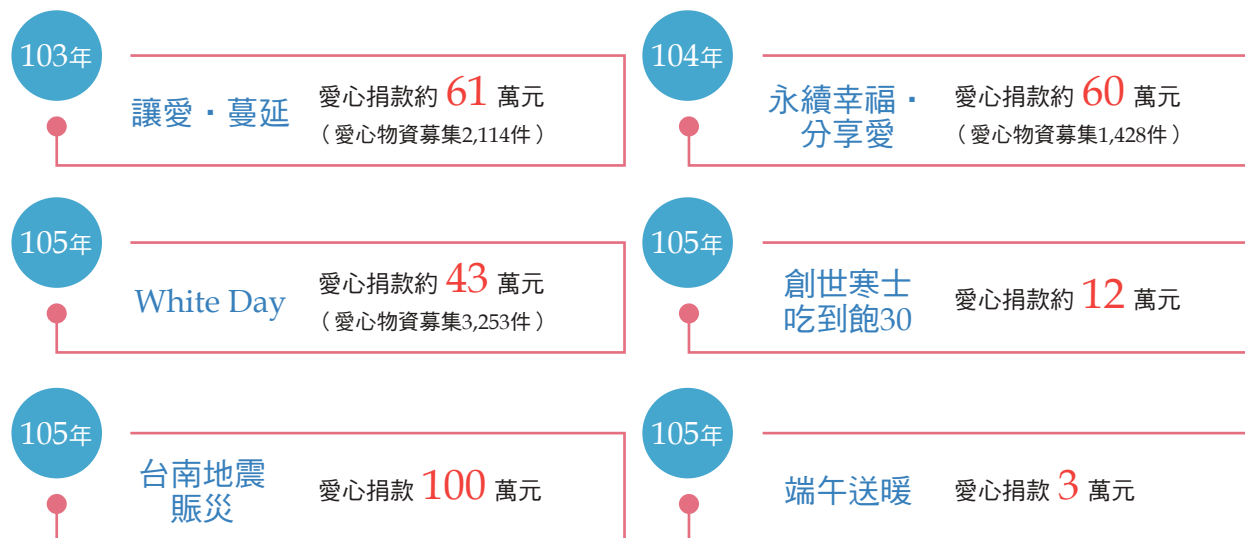 103年
讓愛・蔓延
愛心捐款約 61 萬元
（愛心物資募集2,114件）
104年
永續幸福・
分享愛
愛心捐款約 60 萬元
（愛心物資募集1,428件）
105年
White Day
愛心捐款約 43 萬元
（愛心物資募集3,253件）
105年
創世寒士
吃到飽30
愛心捐款約 12 萬元
105年
台南地震
賑災
愛心捐款 100 萬元
105年
端午送暖
愛心捐款 3 萬元